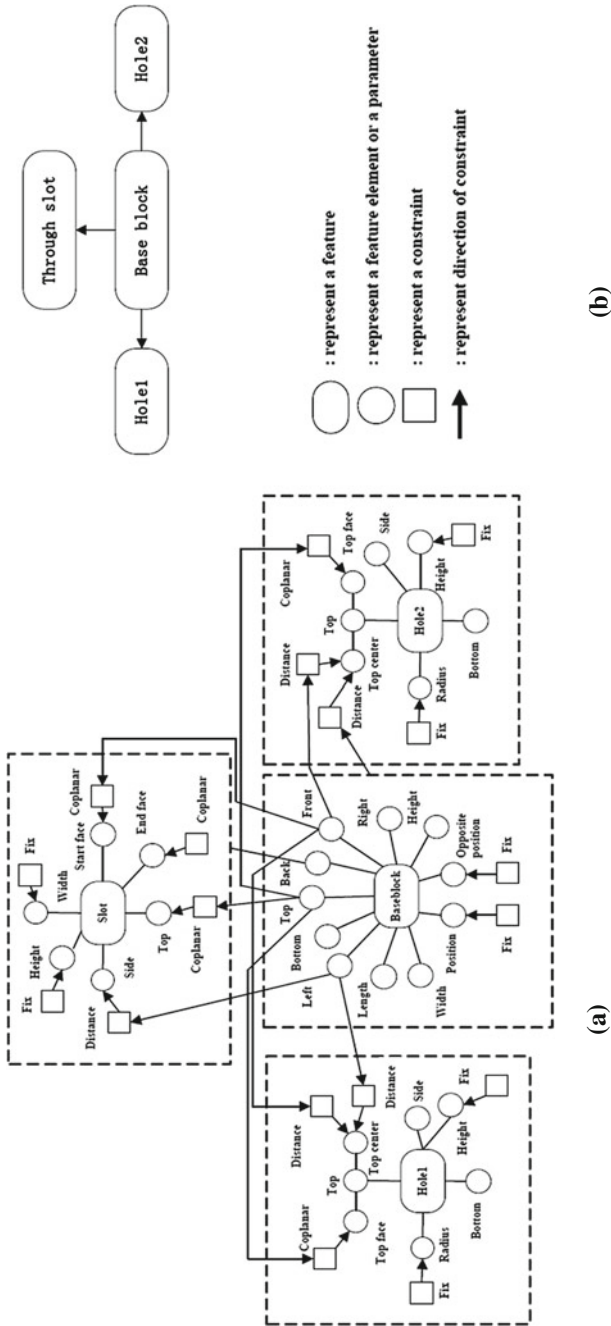 Fix
Width
Coplanar
Height
Start face
Fix
Slot
End face
Side
Coplanar
Distance
Top
Coplanar
Coplanar
Distance
Distance
Top
Top center
Top face
Fix
Radius
Hole1
Side
Height
Fix
Bottom
Front
Back
Top
Bottom
Left
Length
Width
Right
Height
Baseblock
Position
Opposite
position
Fix
Fix
Coplanar
Distance
Distance
Top
Top face
Top center
Side
Fix
Radius
Hole2
Height
Fix
Bottom
(a)
Through slot
Hole1
Base block
Hole2
: represent a feature
: represent a feature element or a parameter
: represent a constraint
: represent direction of constraint
(b)